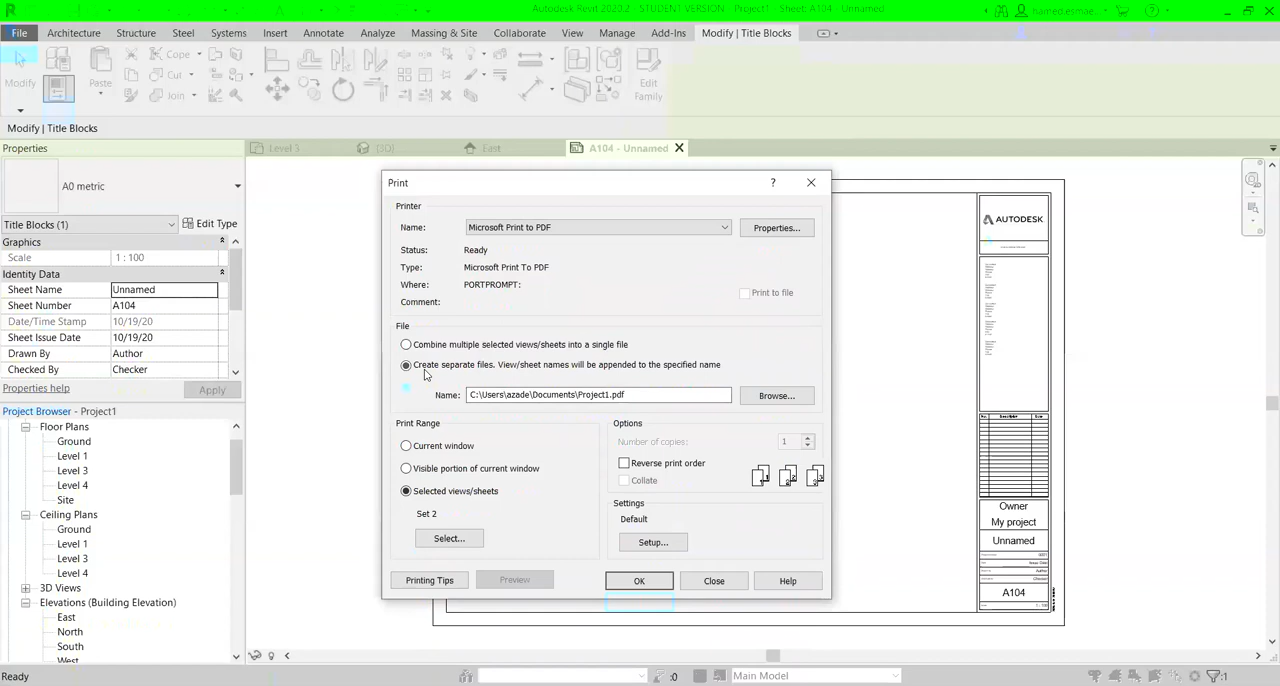 Autodesk Revit 2020.2 - STUDENT VERSION - Project1 - Sheet: A104 - Unnamed
hamed.esmae...
File Architecture Structure Steel Systems Insert Annotate Analyze Massing & Site Collaborate View Manage Add-Ins Modify | Title Blocks
Modify
Paste
Cope
Cut
Join
Edit
Family
Modify | Title Blocks
Properties
A0 metric
Title Blocks (1)
Edit Type
Graphics
Scale 1 : 100
Identity Data
Sheet Name Unnamed
Sheet Number A104
Date/Time Stamp 10/19/20
Sheet Issue Date 10/19/20
Drawn By Author
Checked By Checker
Properties help
Apply
Project Browser - Project1
Floor Plans
Ground
Level 1
Level 3
Level 4
Site
Ceiling Plans
Ground
Level 1
Level 3
Level 4
3D Views
Elevations (Building Elevation)
East
North
South
West
Level 3
{3D}
East
A104 - Unnamed
Print
Printer
Name: Microsoft Print to PDF
Properties...
Status: Ready
Type: Microsoft Print To PDF
Where: PORTPROMPT:
Comment:
Print to file
File
Combine multiple selected views/sheets into a single file
Create separate files. View/sheet names will be appended to the specified name
Name: C:\Users\azade\Documents\Project1.pdf
Browse...
Print Range
Current window
Visible portion of current window
Selected views/sheets
Set 2
Select...
Options
Number of copies: 1
Reverse print order
Collate
Settings
Default
Setup...
Printing Tips
Preview
OK
Close
Help
AUTODESK
No. Description Date
Owner
My project
Unnamed
A104
1 : 100
Ready
:0
Main Model
:1